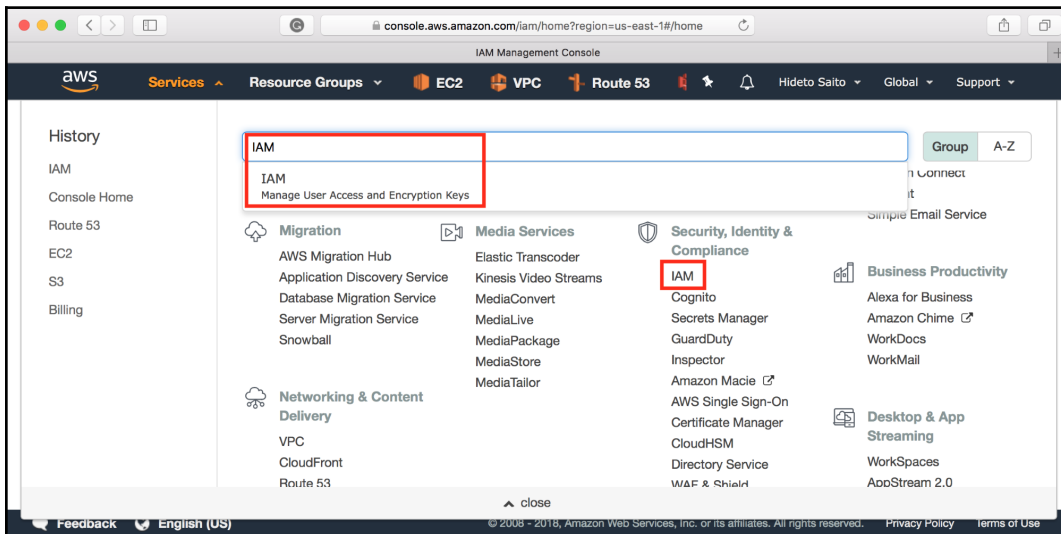 console.aws.amazon.com/iam/home?region=us-east-1#/home
IAM Management Console
aws
Services
Resource Groups
EC2
VPC
Route 53
Hideto Saito
Global
Support
History
IAM
Console Home
Route 53
EC2
S3
Billing
IAM
IAM
Manage User Access and Encryption Keys
Group
A-Z
Simple Email Service
Migration
AWS Migration Hub
Application Discovery Service
Database Migration Service
Server Migration Service
Snowball
Networking & Content
Delivery
VPC
CloudFront
Route 53
Media Services
Elastic Transcoder
Kinesis Video Streams
MediaConvert
MediaLive
MediaPackage
MediaStore
MediaTailor
Security, Identity &
Compliance
IAM
Cognito
Secrets Manager
GuardDuty
Inspector
Amazon Macie
AWS Single Sign-On
Certificate Manager
CloudHSM
Directory Service
WAF & Shield
Business Productivity
Alexa for Business
Amazon Chime
WorkDocs
WorkMail
Desktop & App
Streaming
WorkSpaces
AppStream 2.0
close
Feedback
English (US)
© 2008 - 2018, Amazon Web Services, Inc. or its affiliates. All rights reserved.
Privacy Policy
Terms of Use